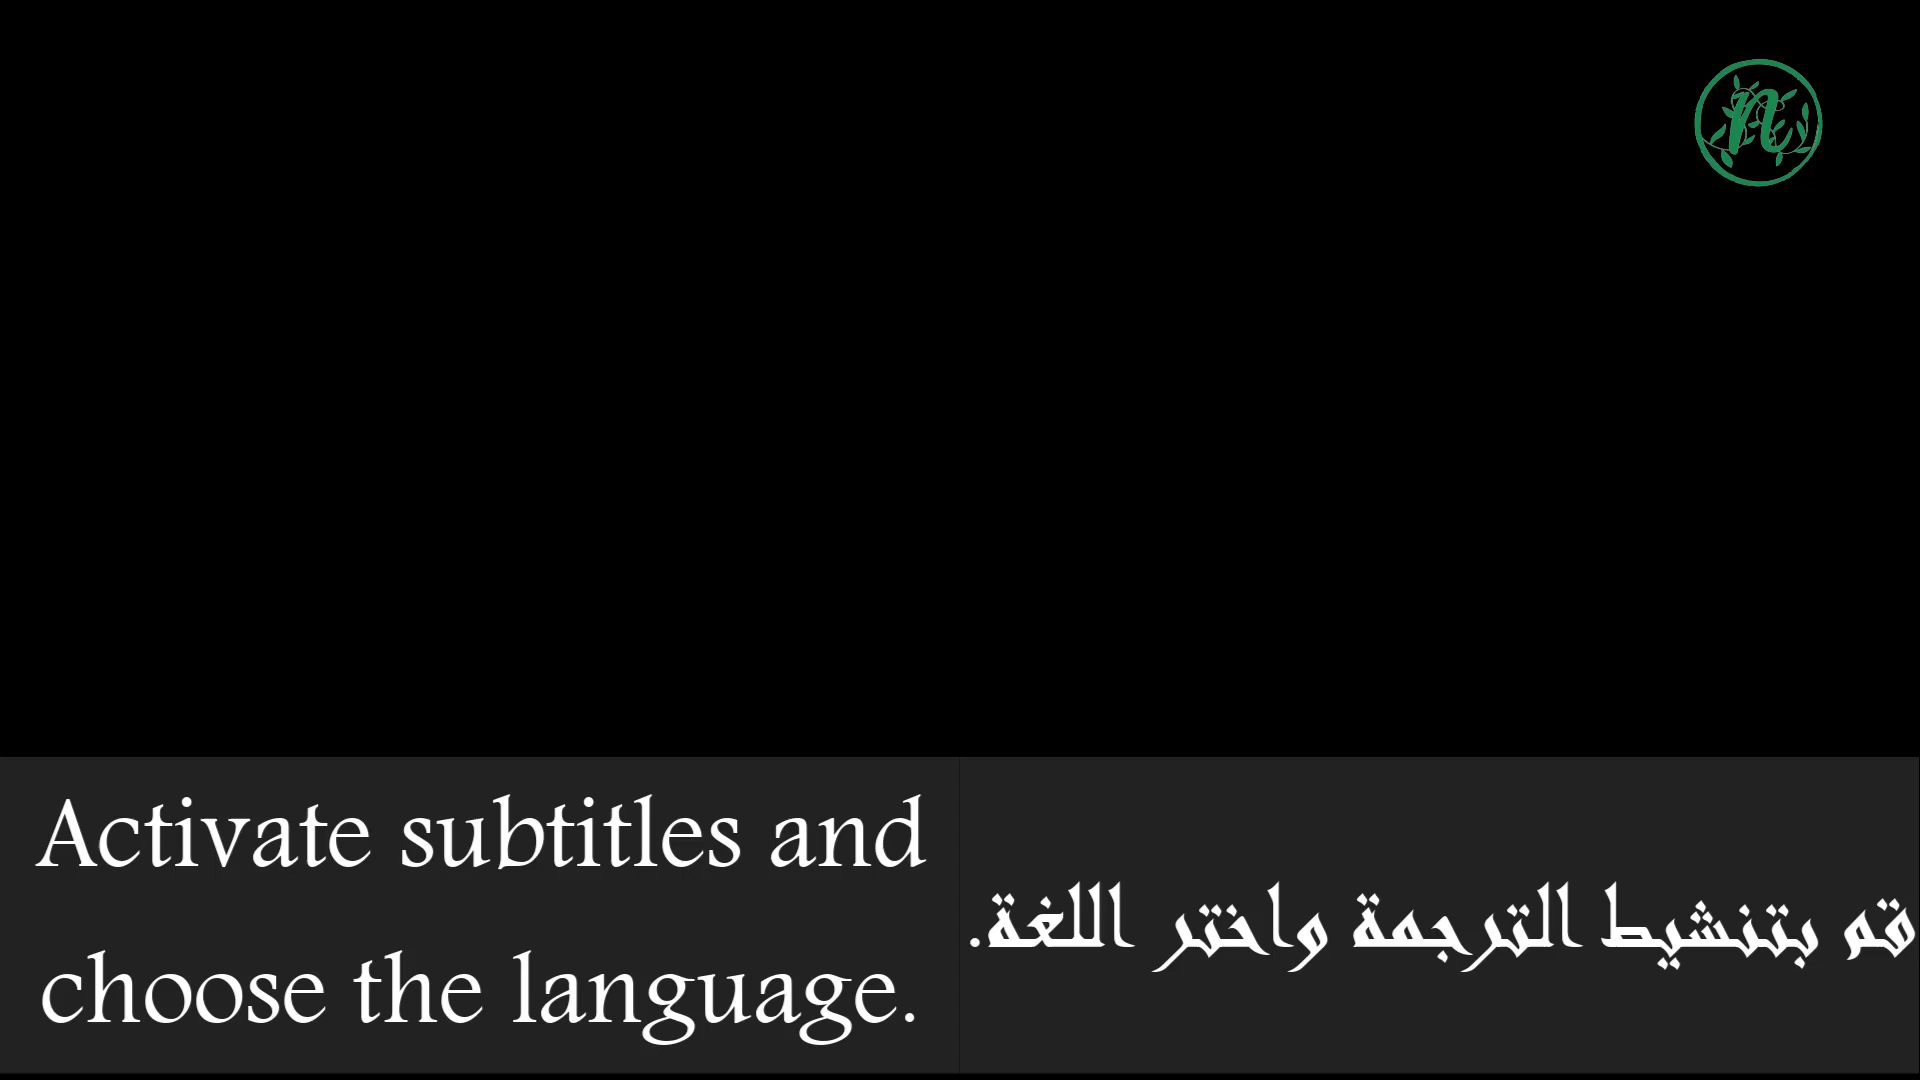 n
Activate subtitles and
choose the language.
قم بتنشيط الترجمة واختر اللغة.